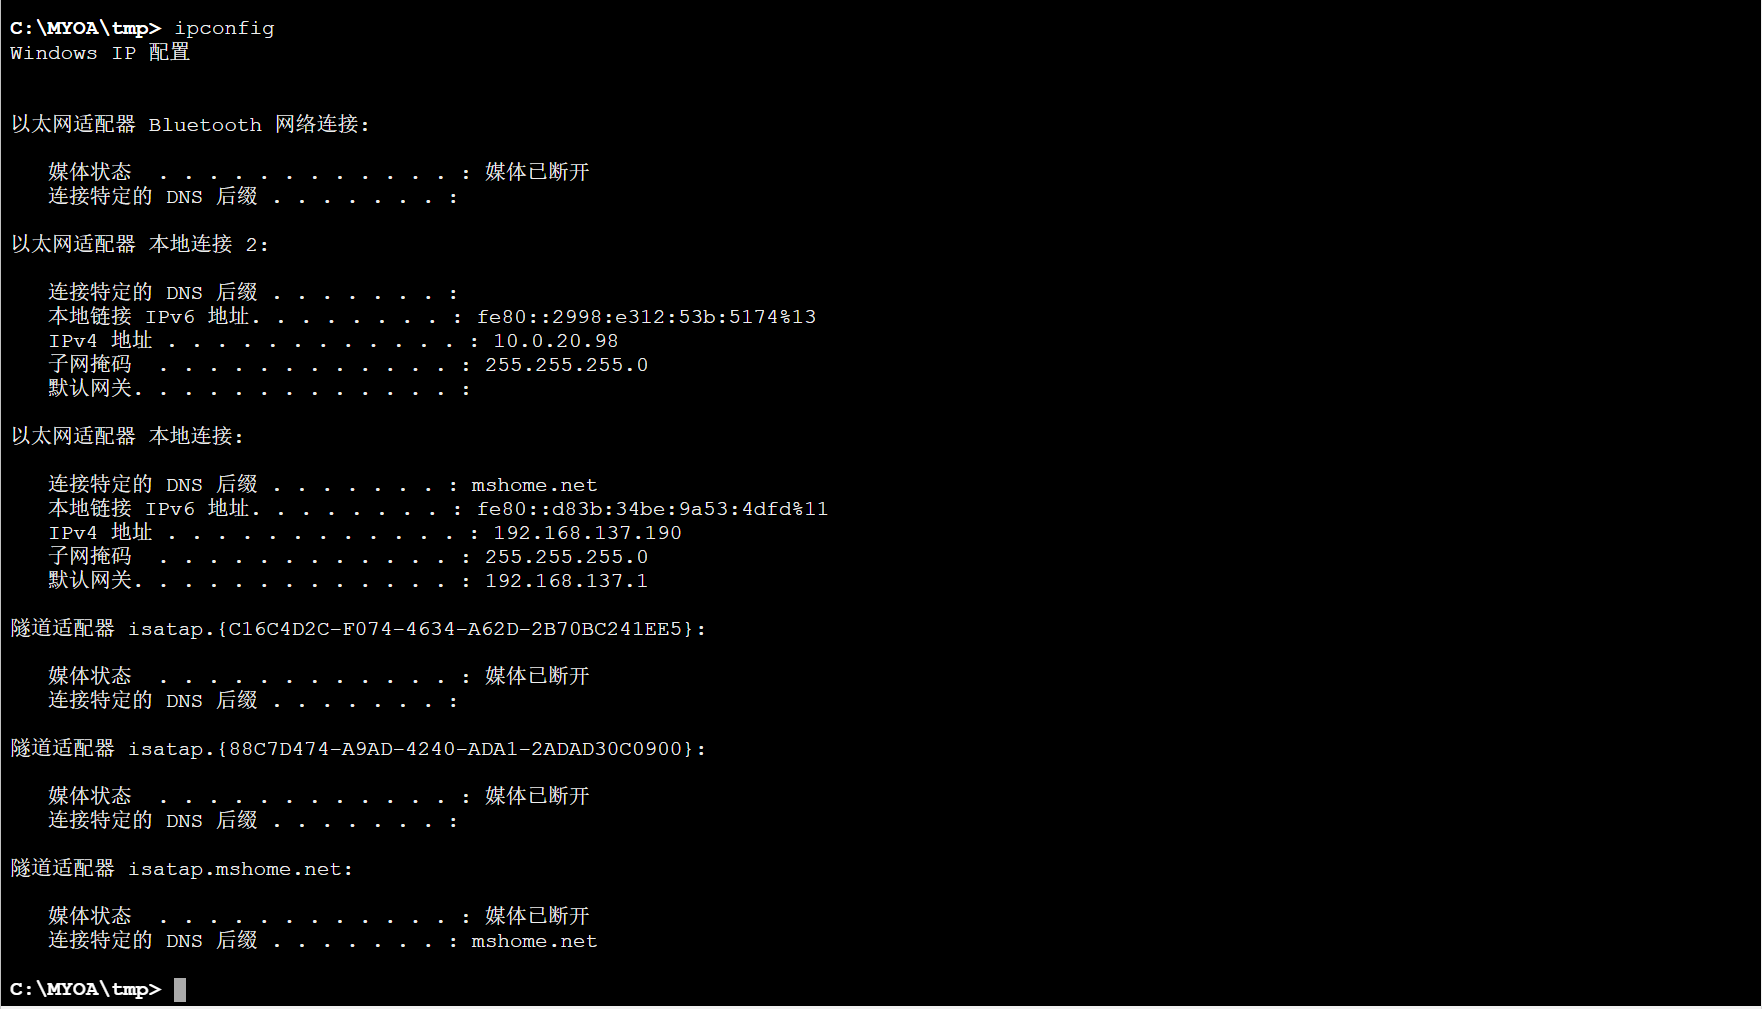 C:\MYOA\tmp> ipconfig
Windows IP 配置
以太网适配器 Bluetooth 网络连接:
媒体状态  . . . . . . . . . . . . : 媒体已断开
连接特定的 DNS 后缀 . . . . . . . :
以太网适配器 本地连接 2:
连接特定的 DNS 后缀 . . . . . . . :
本地链接 IPv6 地址. . . . . . . . : fe80::2998:e312:53b:5174%13
IPv4 地址 . . . . . . . . . . . . : 10.0.20.98
子网掩码  . . . . . . . . . . . . : 255.255.255.0
默认网关. . . . . . . . . . . . . :
以太网适配器 本地连接:
连接特定的 DNS 后缀 . . . . . . . : mshome.net
本地链接 IPv6 地址. . . . . . . . : fe80::d83b:34be:9a53:4dfd%11
IPv4 地址 . . . . . . . . . . . . : 192.168.137.190
子网掩码  . . . . . . . . . . . . : 255.255.255.0
默认网关. . . . . . . . . . . . . : 192.168.137.1
隧道适配器 isatap.{C16C4D2C-F074-4634-A62D-2B70BC241EE5}:
媒体状态  . . . . . . . . . . . . : 媒体已断开
连接特定的 DNS 后缀 . . . . . . . :
隧道适配器 isatap.{88C7D474-A9AD-4240-ADA1-2ADAD30C0900}:
媒体状态  . . . . . . . . . . . . : 媒体已断开
连接特定的 DNS 后缀 . . . . . . . :
隧道适配器 isatap.mshome.net:
媒体状态  . . . . . . . . . . . . : 媒体已断开
连接特定的 DNS 后缀 . . . . . . . : mshome.net
C:\MYOA\tmp>